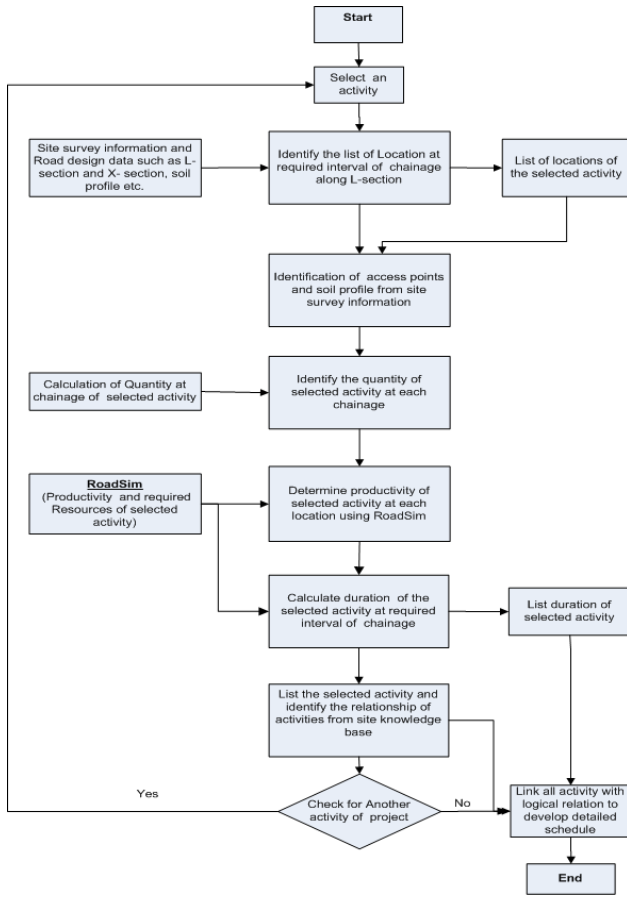 Start
Select an
activity
Site survey information and
Road design data such as L-
section and X- section, soil
profile etc.
Identify the list of Location at
required interval of chainage
along L-section
List of locations of
the selected activity
Identification of access points
and soil profile from site
survey information
Calculation of Quantity at
chainage of selected activity
Identify the quantity of
selected activity at each
chainage
RoadSim
(Productivity and required
Resources of selected
activity)
Determine productivity of
selected activity at each
location using RoadSim
Calculate duration of the
selected activity at required
interval of chainage
List duration of
selected activity
List the selected activity and
identify the relationship of
activities from site knowledge
base
Yes
Check for Another
activity of project
No
Link all activity with
logical relation to
develop detailed
schedule
End